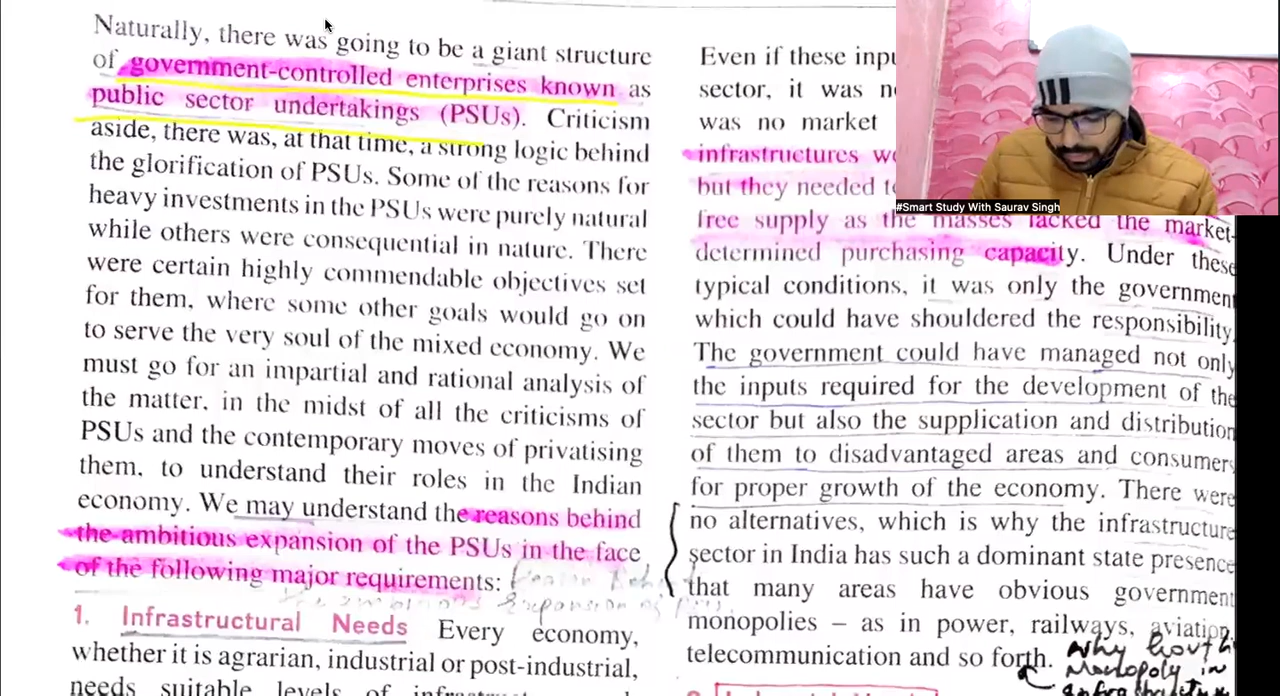 Naturally, there was going to be a giant structure
of government-controlled enterprises known as
public sector undertakings (PSUs). Criticism
aside, there was, at that time, a strong logic behind
the glorification of PSUs. Some of the reasons for
heavy investments in the PSUs were purely natural
while others were consequential in nature. There
were certain highly commendable objectives set
for them, where some other goals would go on
to serve the very soul of the mixed economy. We
must go for an impartial and rational analysis of
the matter, in the midst of all the criticisms of
PSUs and the contemporary moves of privatising
them, to understand their roles in the Indian
economy. We may understand the reasons behind
the ambitious expansion of the PSUs in the face
of the following major requirements:
Expansion of
1. Infrastructural Needs Every economy,
whether it is agrarian, industrial or post-industrial,
needs suitable levels of
Even if these
sector, it was
was no market
infrastructures
but they needed
free supply as the masses lacked the market-
determined purchasing capacity. Under these
typical conditions, it was only the government
which could have shouldered the responsibility.
The government could have managed not only
the inputs required for the development of the
sector but also the supplication and distribution
of them to disadvantaged areas and consumers
for proper growth of the economy. There were
no alternatives, which is why the infrastructure
sector in India has such a dominant state presence
that many areas have obvious government
monopolies – as in power, railways, aviation,
telecommunication and so forth.
Why Govt
Monopoly in
#Smart Study With Saurav Singh